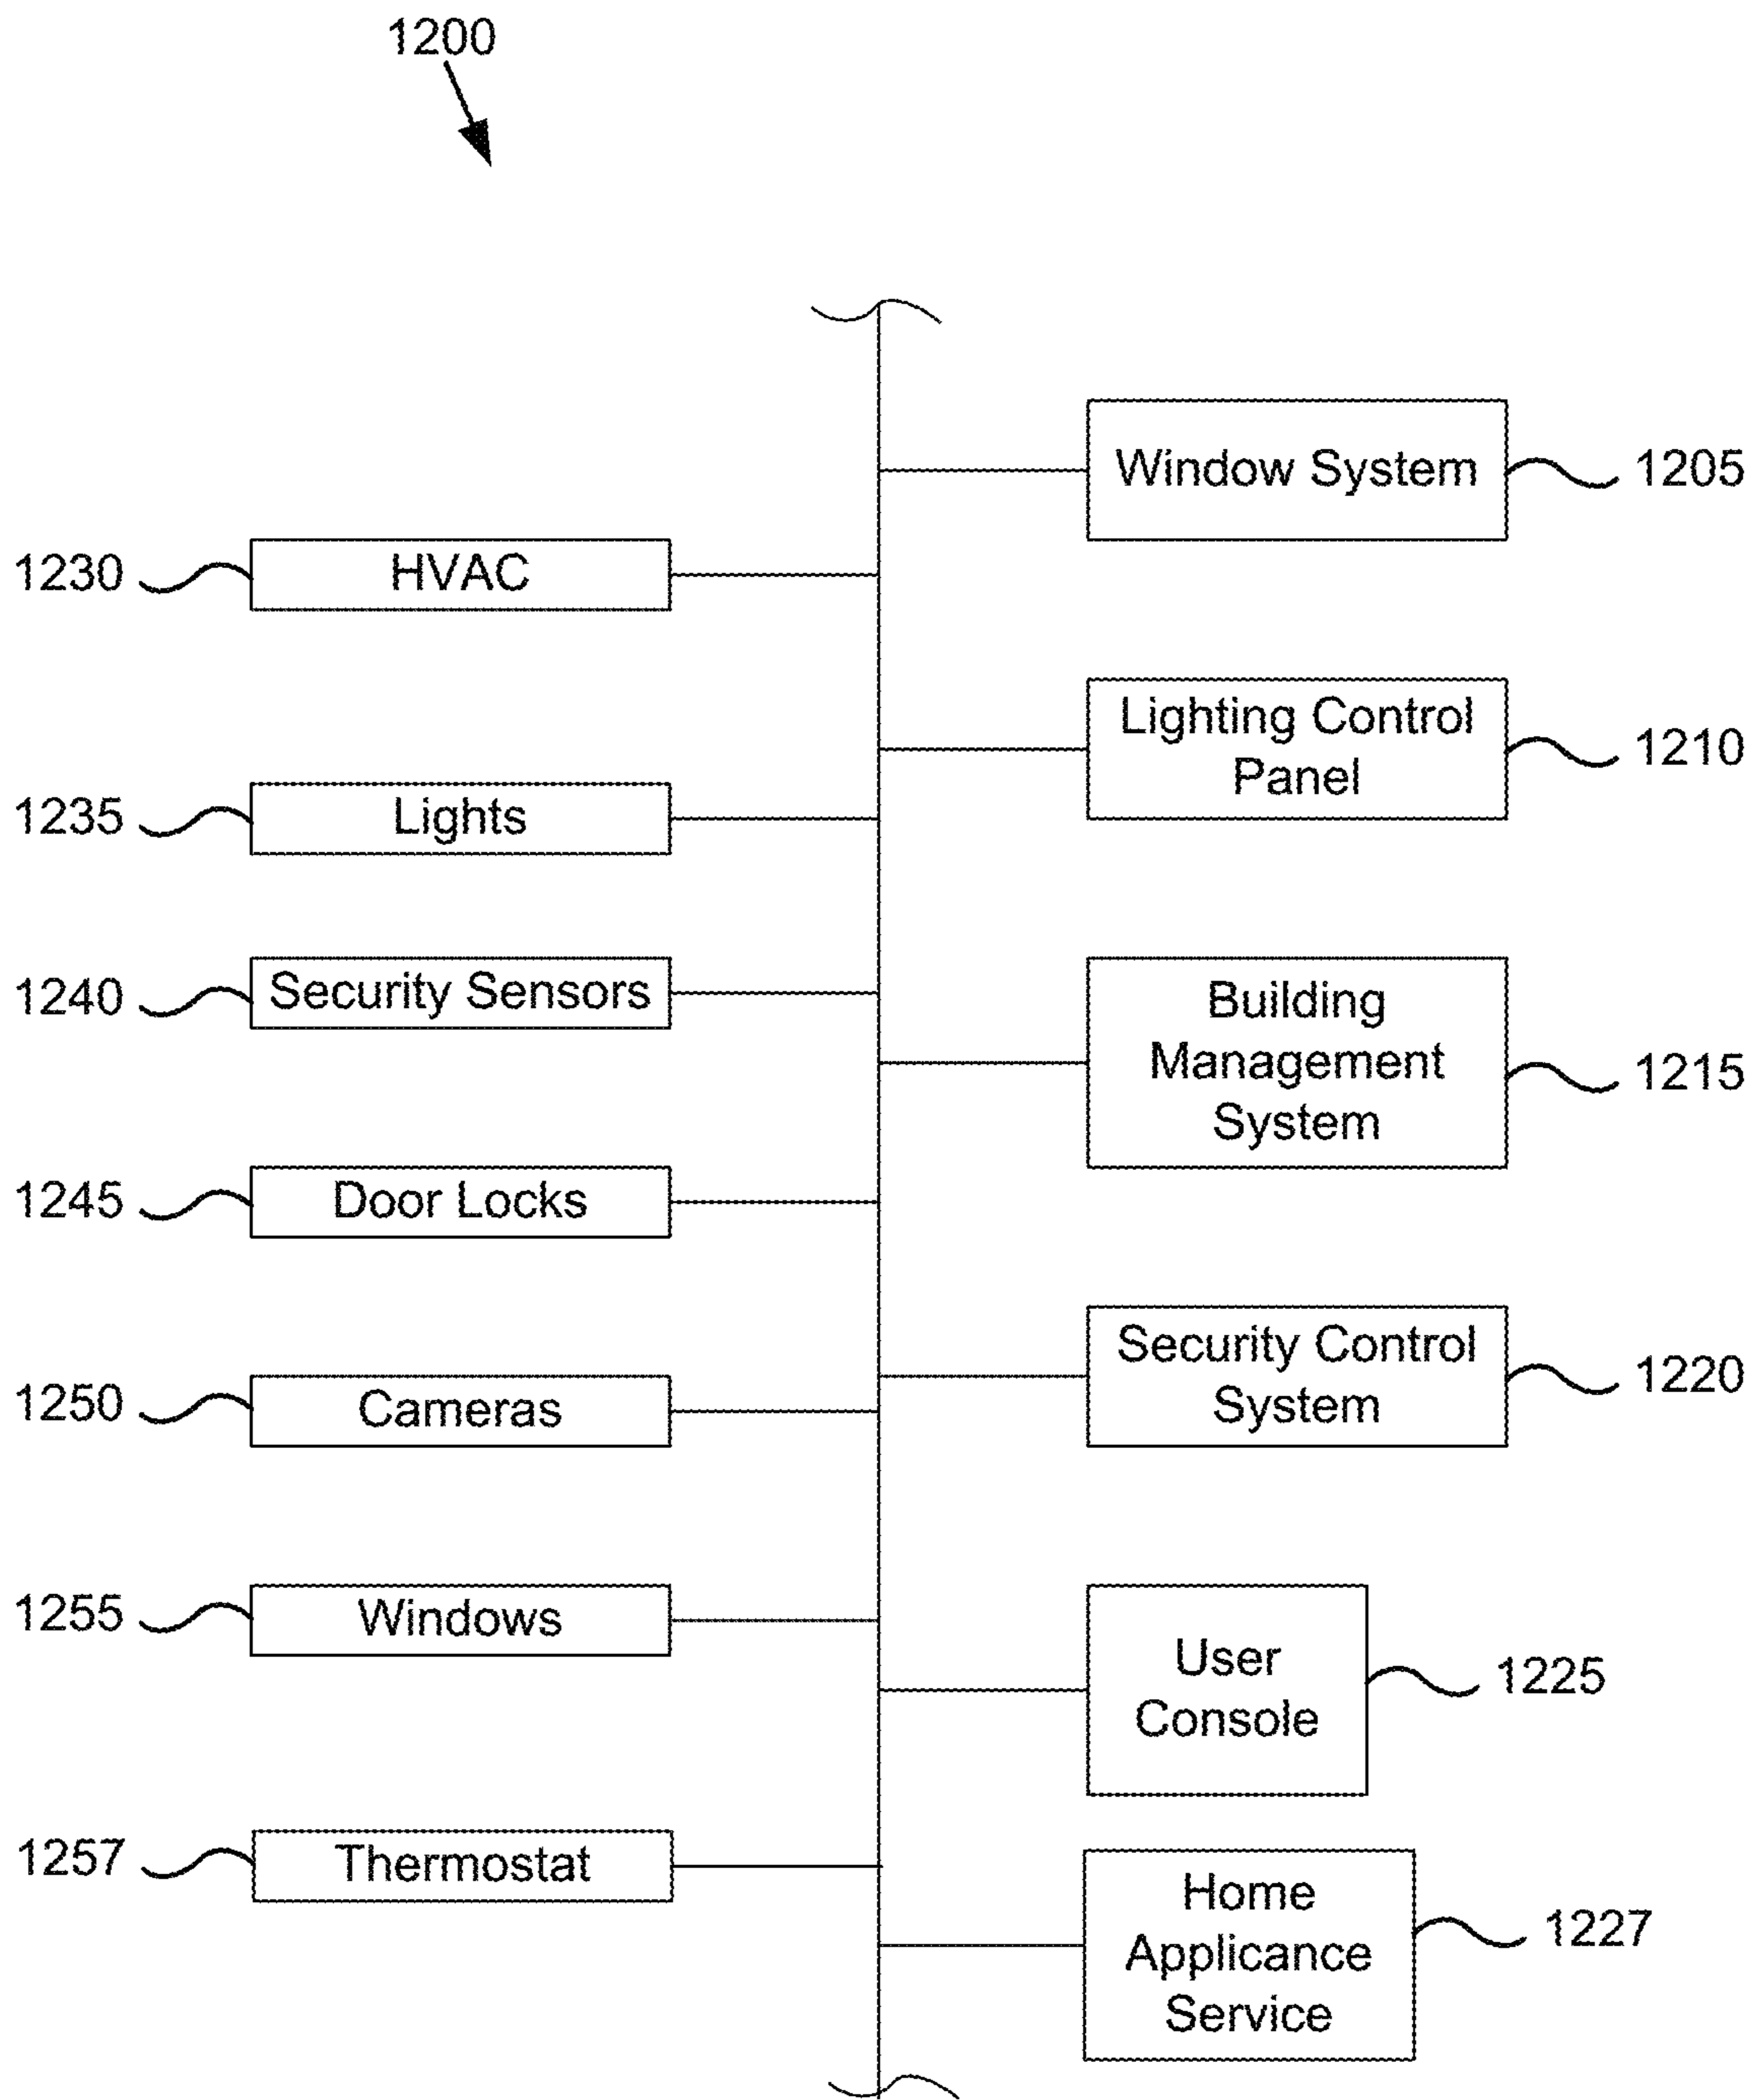 1200
Window System
1205
1230
HVAC
Lighting Control
Panel
1210
1235
Lights
1240
Security Sensors
Building
Management
System
1215
1245
Door Locks
Security Control
System
1220
1250
Cameras
1255
Windows
User
Console
1225
1257
Thermostat
Home
Applicance
Service
1227